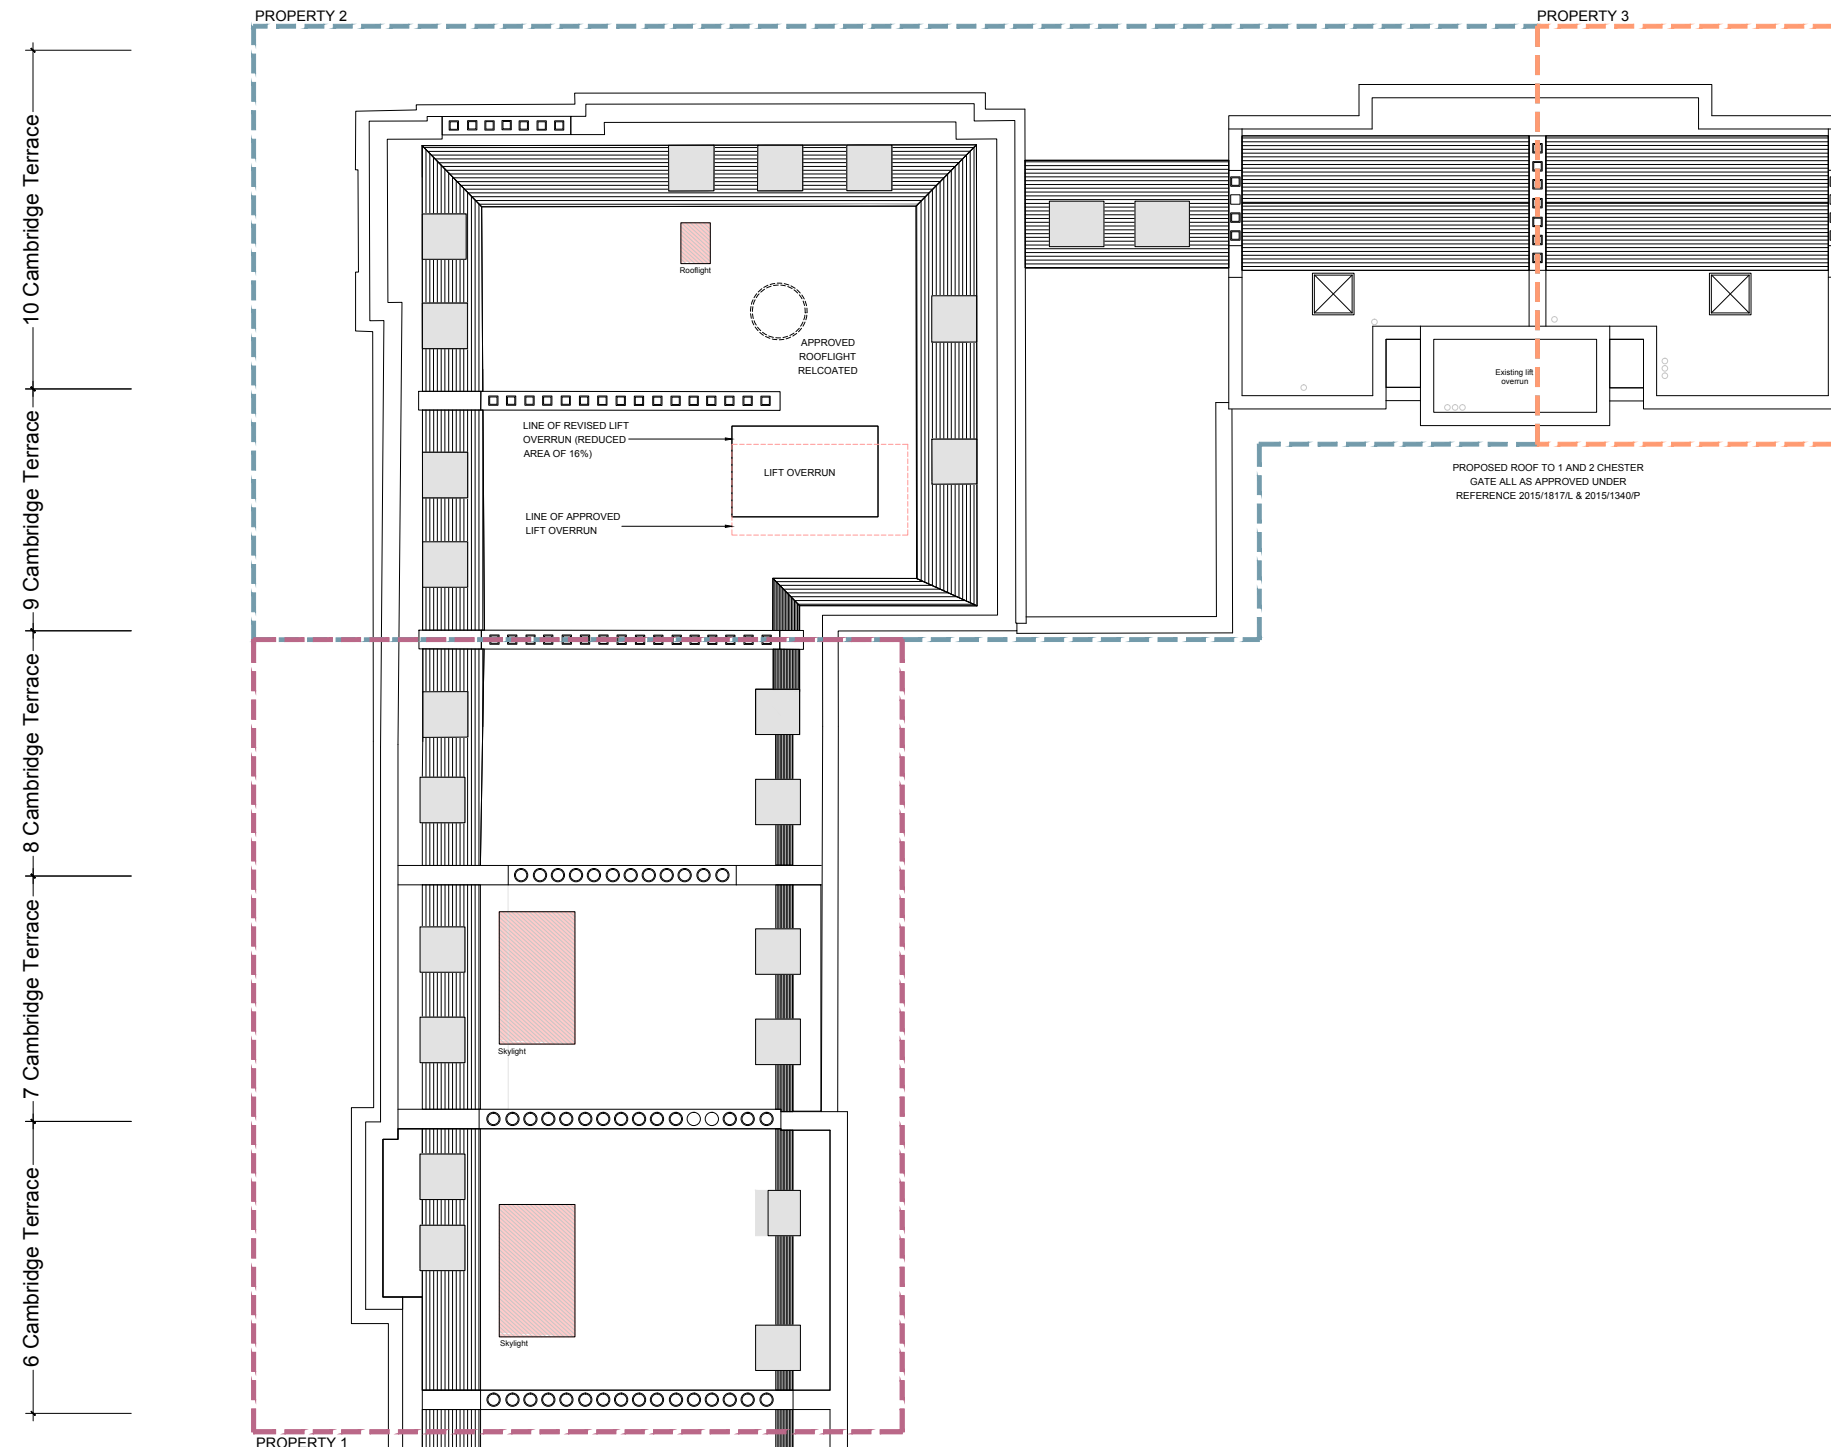 PROPERTY 2
PROPERTY 3
10 Cambridge Terrace
9 Cambridge Terrace
8 Cambridge Terrace
7 Cambridge Terrace
6 Cambridge Terrace
Rooflight
APPROVED
ROOFLIGHT
RELCOATED
LINE OF REVISED LIFT
OVERRUN (REDUCED
AREA OF 16%)
LIFT OVERRUN
LINE OF APPROVED
LIFT OVERRUN
Existing lift
overrun
PROPOSED ROOF TO 1 AND 2 CHESTER
GATE ALL AS APPROVED UNDER
REFERENCE 2015/1817/L & 2015/1340/P
Skylight
Skylight
PROPERTY 1